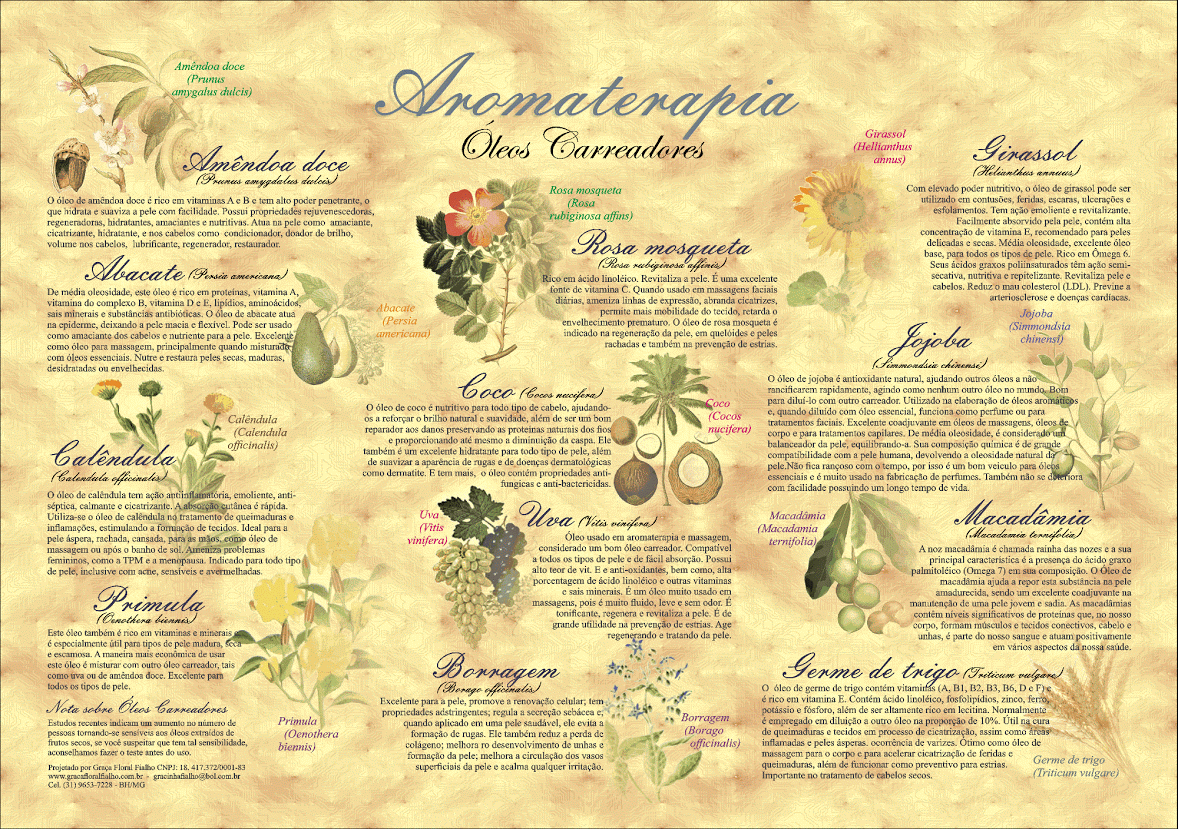 Aromaterapia
Óleos Carreadores
Amêndoa doce
(Prunus
amygalus dulcis)
Amêndoa doce
(Prunus amygdalus dulcis)
O óleo de amêndoa doce é rico em vitaminas A e B e tem alto poder penetrante, o
que hidrata e suaviza a pele com facilidade. Possui propriedades rejuvenescedoras,
regeneradoras, hidratantes, amaciantes e nutritivas. Atua na pele como amaciante,
cicatrizante, hidratante, e nos cabelos como condicionador, doador de brilho,
volume nos cabelos, lubrificante, regenerador, restaurador.
Abacate (Persia americana)
De média oleosidade, este óleo é rico em proteínas, vitamina A,
vitamina do complexo B, vitamina D e E, lipídios, aminoácidos,
sais minerais e substâncias antibióticas. O óleo de abacate atua
na epiderme, deixando a pele macia e flexível. Pode ser usado
como amaciante dos cabelos e nutriente para a pele. Excelente
como óleo para massagem, principalmente quando misturado
com óleos essenciais. Nutre e restaura peles secas, maduras,
desidratadas ou envelhecidas.
Abacate
(Persia
americana)
Calêndula
(Calendula
officinalis)
Calêndula
(Calendula officinalis)
O óleo de calêndula tem ação antiinflamatória, emoliente, anti-
séptica, calmante e cicatrizante. A absorção cutânea é rápida.
Utiliza-se o óleo de calêndula no tratamento de queimaduras e
inflamações, estimulando a formação de tecidos. Ideal para a
pele áspera, rachada, cansada, para as mãos, como óleo de
massagem ou após o banho de sol. Ameniza problemas
femininos, como a TPM e a menopausa. Indicado para todo tipo
de pele, inclusive com acne, sensíveis e avermelhadas.
Primula
(Oenothera biennis)
Este óleo também é rico em vitaminas e minerais e
é especialmente útil para tipos de pele madura, seca
e escamosa. A maneira mais econômica de usar
este óleo é misturar com outro óleo carreador, tais
como uva ou de amêndoa doce. Excelente para
todos os tipos de pele.
Primula
(Oenothera
biennis)
Nota sobre Óleos Carreadores
Estudos recentes indicam um aumento no número de
pessoas tornando-se sensíveis aos óleos extraídos de
frutos secos, se você suspeitar que tem tal sensibilidade,
aconselhamos fazer o teste antes do uso.
Projetado por Graça Floral Fialho CNPJ: 18. 417.372/0001-83
www.gracafloralfialho.com.br - gracinhafialho@bol.com.br
Cel. (31) 9653-7228 - BH/MG
Rosa mosqueta
(Rosa
rubiginosa affins)
Rosa mosqueta
(Rosa rubiginosa affinis)
Rico em ácido linoléico. Revitaliza a pele. É uma excelente
fonte de vitamina C. Quando usado em massagens faciais
diárias, ameniza linhas de expressão, abranda cicatrizes,
permite mais mobilidade do tecido, retarda o
envelhecimento prematuro. O óleo de rosa mosqueta é
indicado na regeneração da pele, em quelóides e peles
rachadas e também na prevenção de estrias.
Coco (Cocos nucifera)
O óleo de coco é nutritivo para todo tipo de cabelo, ajudando-
os a reforçar o brilho natural e suavidade, além de ser um bom
reparador aos danos preservando as proteínas naturais dos fios
e proporcionando até mesmo a diminuição da caspa. Ele
também é um excelente hidratante para todo tipo de pele, além
de suavizar a aparência de rugas e de doenças dermatológicas
como dermatite. E tem mais, o óleo contém propriedades anti-
fungicas e anti-bactericidas.
Coco
(Cocos
nucifera)
Uva
(Vitis
vinifera)
Uva (Vitis vinifera)
Óleo usado em aromaterapia e massagem,
considerado um bom óleo carreador. Compatível
a todos os tipos de pele e de fácil absorção. Possui
alto teor de vit. E e anti-oxidantes, bem como, alta
porcentagem de ácido linoléico e outras vitaminas
e sais minerais. É um óleo muito usado em
massagens, pois é muito fluido, leve e sem odor. É
tonificante, regenera e revitaliza a pele. É de
grande utilidade na prevenção de estrias. Age
regenerando e tratando da pele.
Borragem
(Borago officinalis)
Excelente para a pele, promove a renovação celular; tem
propriedades adstringentes; regula a secreção sebácea e,
quando aplicado em uma pele saudável, ele evita a
formação de rugas. Ele também reduz a perda de
colágeno; melhora ro desenvolvimento de unhas e
formação da pele; melhora a circulação dos vasos
superficiais da pele e acalma qualquer irritação.
Borragem
(Borago
officinalis)
Girassol
(Hellianthus
annus)
Girassol
(Helianthus annuus)
Com elevado poder nutritivo, o óleo de girassol pode ser
utilizado em contusões, feridas, escaras, ulcerações e
esfolamentos. Tem ação emoliente e revitalizante.
Facilmente absorvido pela pele, contém alta
concentração de vitamina E, recomendado para peles
delicadas e secas. Média oleosidade, excelente óleo
base, para todos os tipos de pele. Rico em Omega 6.
Seus ácidos graxos poliinsaturados têm ação semi-
secativa, nutritiva e repitelizante. Revitaliza pele e
cabelos. Reduz o mau colesterol (LDL). Previne a
arteriosclerose e doenças cardíacas.
Jojoba
(Simmondsia
chinensi)
Jojoba
(Simmondsia chinense)
O óleo de jojoba é antioxidante natural, ajudando outros óleos a não
rancificarem rapidamente, agindo como nenhum outro óleo no mundo. Bom
para diluí-lo com outro carreador. Utilizado na elaboração de óleos aromáticos
e, quando diluído com óleo essencial, funciona como perfume ou para
tratamentos faciais. Excelente coadjuvante em óleos de massagens, óleos de
corpo e para tratamentos capilares. De média oleosidade, é considerado um
balanceador da pele, equilibrando-a. Sua composição química é de grande
compatibilidade com a pele humana, devolvendo a oleosidade natural da
pele.Não fica rançoso com o tempo, por isso é um bom veículo para óleos
essenciais e é muito usado na fabricação de perfumes. Também não se deteriora
com facilidade possuindo um longo tempo de vida.
Macadâmia
(Macadamia
ternifolia)
Macadâmia
(Macadamia ternifolia)
A noz macadâmia é chamada rainha das nozes e a sua
principal característica é a presença do ácido graxo
palmitoléico (Omega 7) em sua composição. O Óleo de
macadâmia ajuda a repor esta substância na pele
amadurecida, sendo um excelente coadjuvante na
manutenção de uma pele jovem e sadia. As macadâmias
contém níveis significativos de proteínas que, no nosso
corpo, formam músculos e tecidos conectivos, cabelo e
unhas, é parte do nosso sangue e atuam positivamente
em vários aspectos da nossa saúde.
Germe de trigo (Triticum vulgare)
O óleo de germe de trigo contém vitaminas (A, B1, B2, B3, B6, D e F) e
é rico em vitamina E. Contém ácido linoléico, fosfolipídios, zinco, ferro,
potássio e fósforo, além de ser altamente rico em lecitina. Normalmente
é empregado em diluição a outro óleo na proporção de 10%. Útil na cura
de queimaduras e tecidos em processo de cicatrização, assim como áreas
inflamadas e peles ásperas. ocorrência de varizes. Ótimo como óleo de
massagem para o corpo e para acelerar cicatrização de feridas e
queimaduras, além de funcionar como preventivo para estrias.
Importante no tratamento de cabelos secos.
Germe de trigo
(Triticum vulgare)